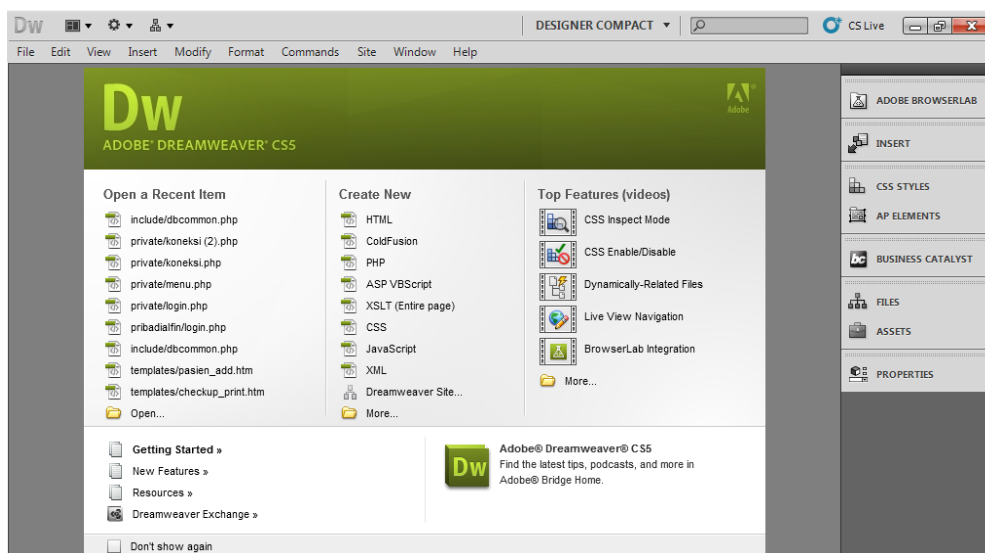 Dw DESIGNER COMPACT CS Live
File Edit View Insert Modify Format Commands Site Window Help
Dw
Adobe
ADOBE® DREAMWEAVER® CS5
Open a Recent Item
include/dbcommon.php
private/koneksi (2).php
private/koneksi.php
private/menu.php
private/login.php
pribadialfin/login.php
include/dbcommon.php
templates/pasien_add.htm
templates/checkup_print.htm
Open...
Create New
HTML
ColdFusion
PHP
ASP VBScript
XSLT (Entire page)
CSS
JavaScript
XML
Dreamweaver Site...
More...
Top Features (videos)
CSS Inspect Mode
CSS Enable/Disable
Dynamically-Related Files
Live View Navigation
BrowserLab Integration
More...
Getting Started »
New Features »
Resources »
Dreamweaver Exchange »
Dw
Adobe® Dreamweaver® CS5
Find the latest tips, podcasts, and more in
Adobe® Bridge Home.
Don't show again
ADOBE BROWSERLAB
INSERT
CSS STYLES
AP ELEMENTS
bc BUSINESS CATALYST
FILES
ASSETS
PROPERTIES